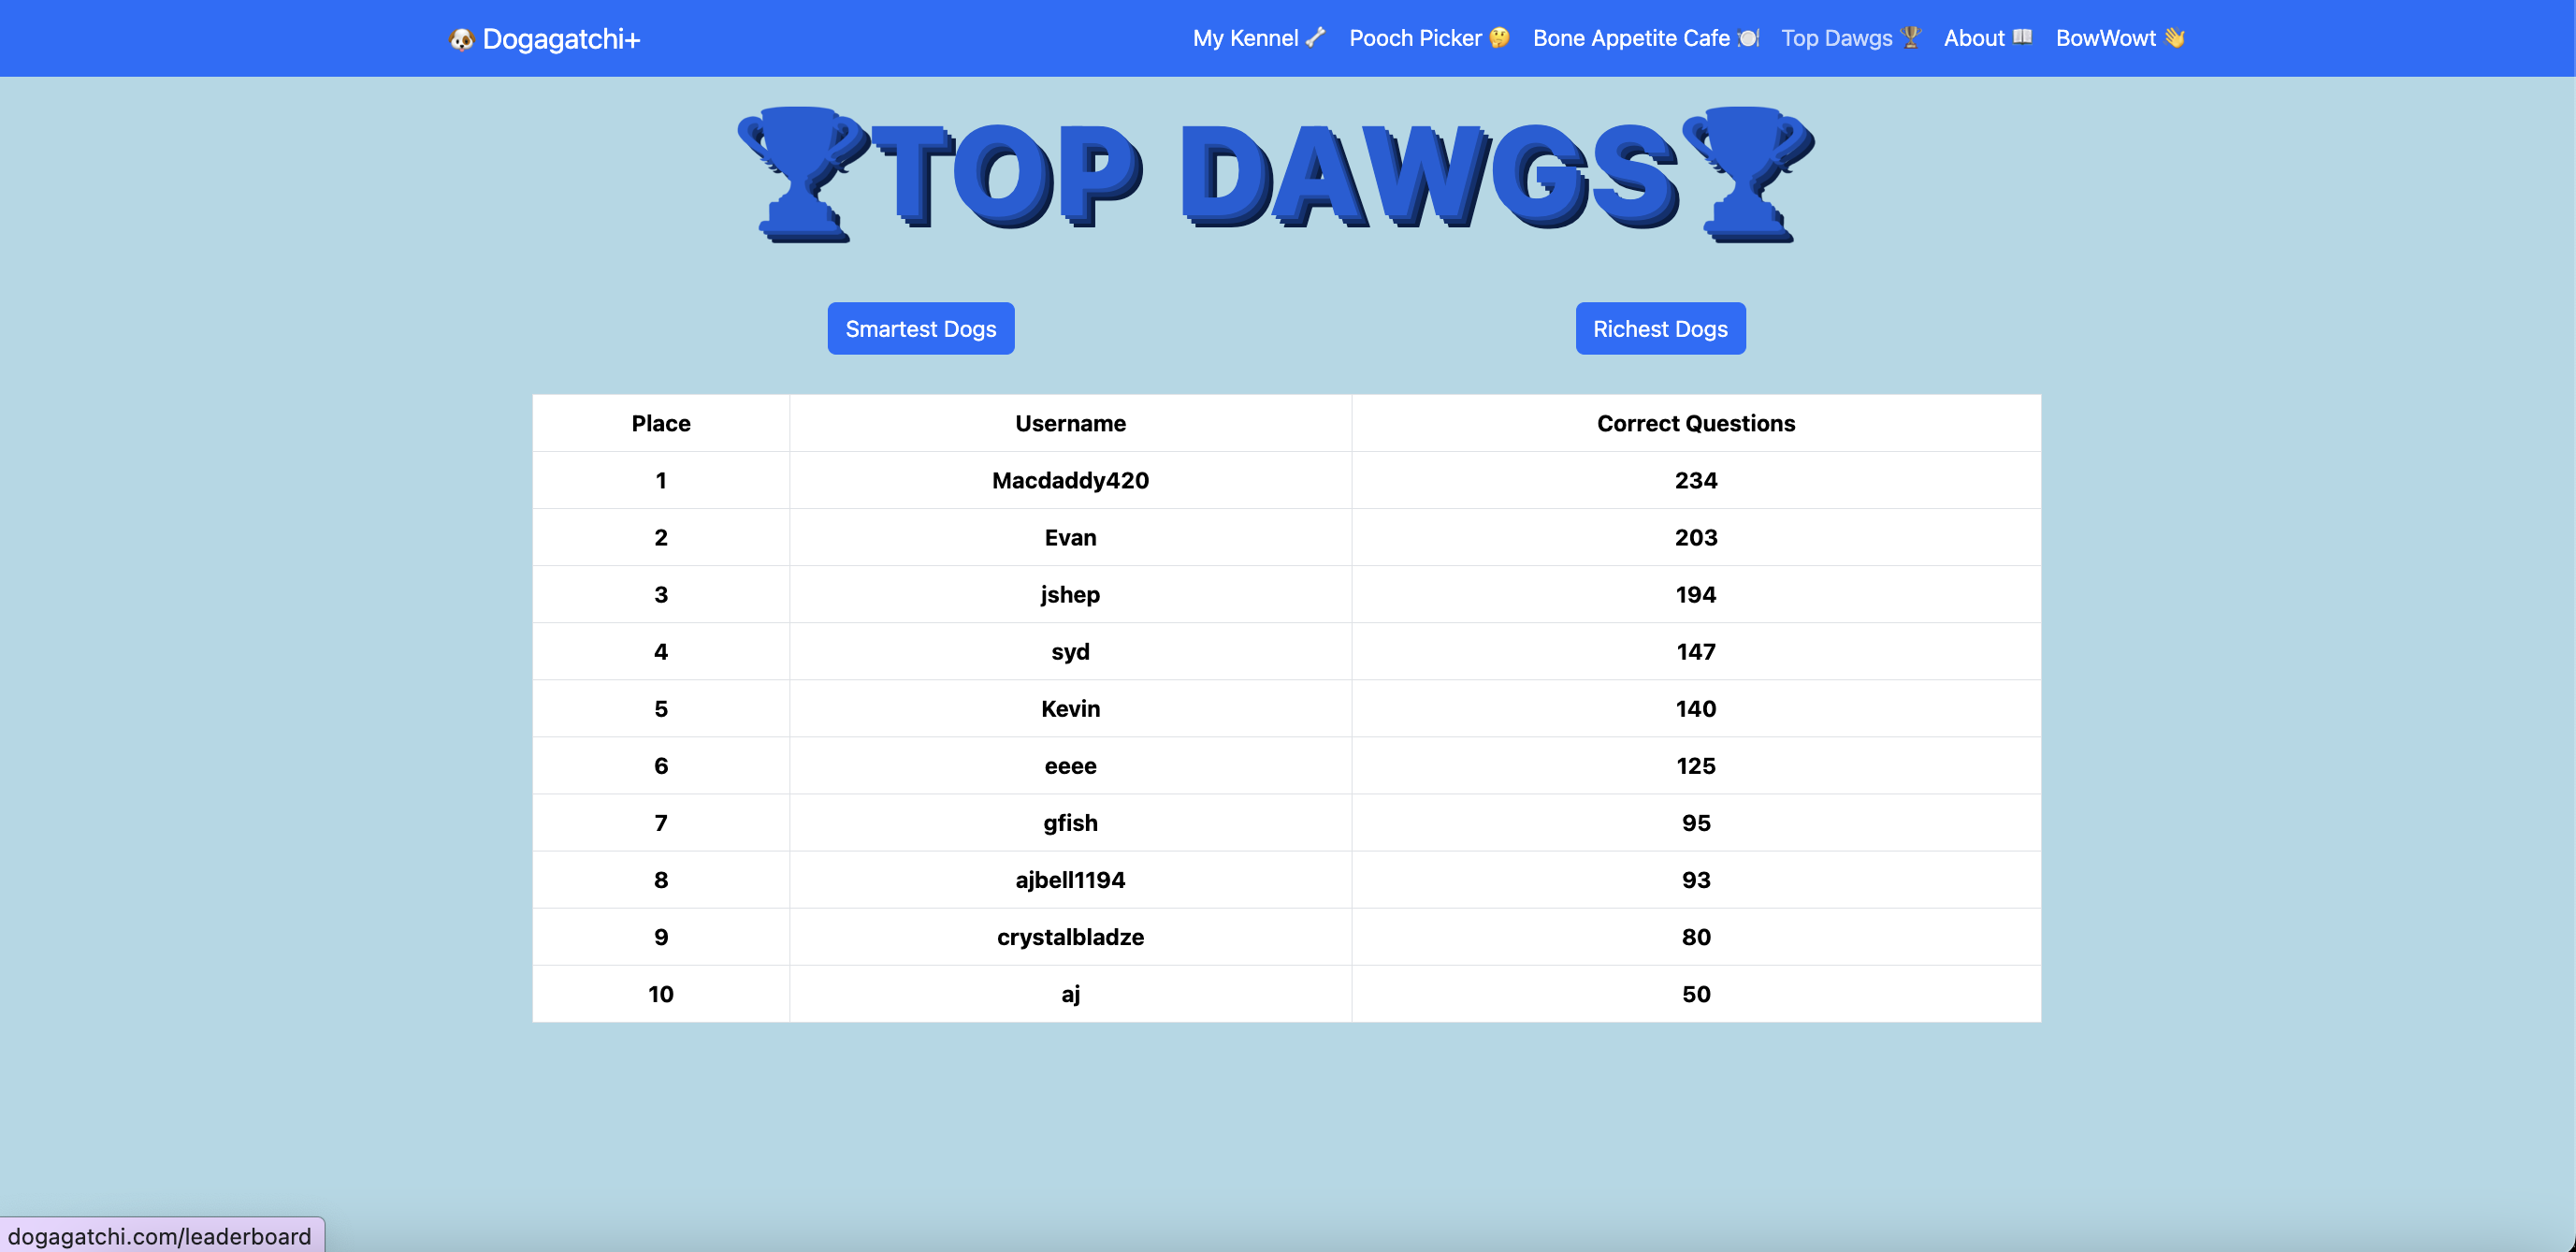 🐶 Dogagatchi+ My Kennel 🦴 Pooch Picker 🤔 Bone Appetite Cafe 🍽️ Top Dawgs 🏆 About 📖 BowWowt 👋
🏆TOP DAWGS🏆
Smartest Dogs Richest Dogs
Place Username Correct Questions
1 Macdaddy420 234
2 Evan 203
3 jshep 194
4 syd 147
5 Kevin 140
6 eeee 125
7 gfish 95
8 ajbell1194 93
9 crystalbladze 80
10 aj 50
dogagatchi.com/leaderboard